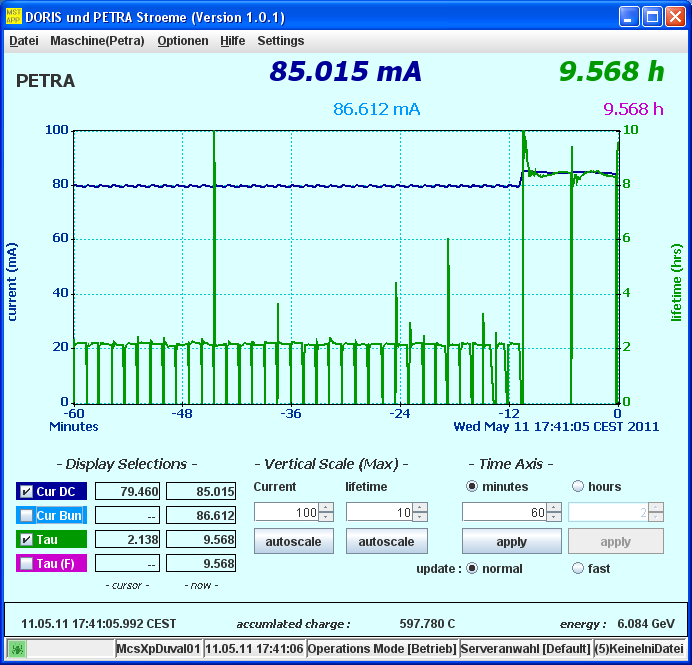 MST APP DORIS und PETRA Stroeme (Version 1.0.1)
Datei Maschine(Petra) Optionen Hilfe Settings
PETRA 85.015 mA 9.568 h
86.612 mA 9.568 h
100 10
80 8
60 6
40 4
20 2
0 0
current (mA)
lifetime (hrs)
-60 -48 -36 -24 -12 0
Minutes Wed May 11 17:41:05 CEST 2011
- Display Selections - - Vertical Scale (Max) - - Time Axis -
Cur DC 79.460 85.015 Current lifetime minutes hours
Cur Bun -- 86.612 100 10 60 2
Tau 2.138 9.568 autoscale autoscale apply apply
Tau (F) -- 9.568 update : normal fast
- cursor - - now -
11.05.11 17:41:05.992 CEST accumlated charge : 597.780 C energy : 6.084 GeV
McsXpDuval01 11.05.11 17:41:06 Operations Mode [Betrieb] Serveranwahl [Default] (5)KeineIniDatei